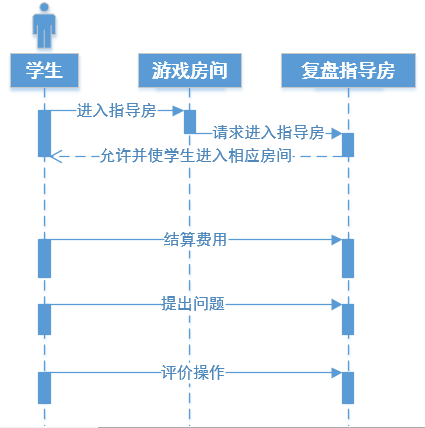 学生
游戏房间
复盘指导房
进入指导房
请求进入指导房
允许并使学生进入相应房间
结算费用
提出问题
评价操作